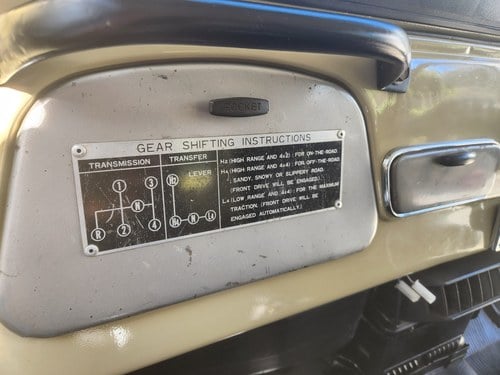 POCKET
GEAR SHIFTING INSTRUCTIONS
TRANSMISSION
1 3
N
R 2 4
TRANSFER
LEVER
H2
H4 N L4
H2 (HIGH RANGE AND 4x2) : FOR ON-THE-ROAD.
H4 (HIGH RANGE AND 4x4) : FOR OFF-THE-ROAD,
SANDY, SNOWY OR SLIPPERY ROAD.
(FRONT DRIVE WILL BE ENGAGED)
L4 (LOW RANGE AND 4x4) : FOR THE MAXIMUM
TRACTION. (FRONT DRIVE WILL BE
ENGAGED AUTOMATICALLY.)